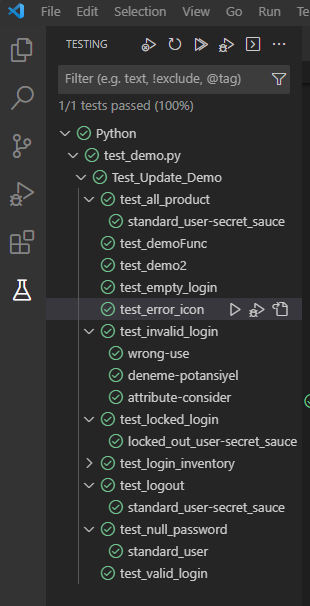 File Edit Selection View Go Run Te
TESTING
Filter (e.g. text, !exclude, @tag)
1/1 tests passed (100%)
Python
test_demo.py
Test_Update_Demo
test_all_product
standard_user-secret_sauce
test_demoFunc
test_demo2
test_empty_login
test_error_icon
test_invalid_login
wrong-use
deneme-potansiyel
attribute-consider
test_locked_login
locked_out_user-secret_sauce
test_login_inventory
test_logout
standard_user-secret_sauce
test_null_password
standard_user
test_valid_login